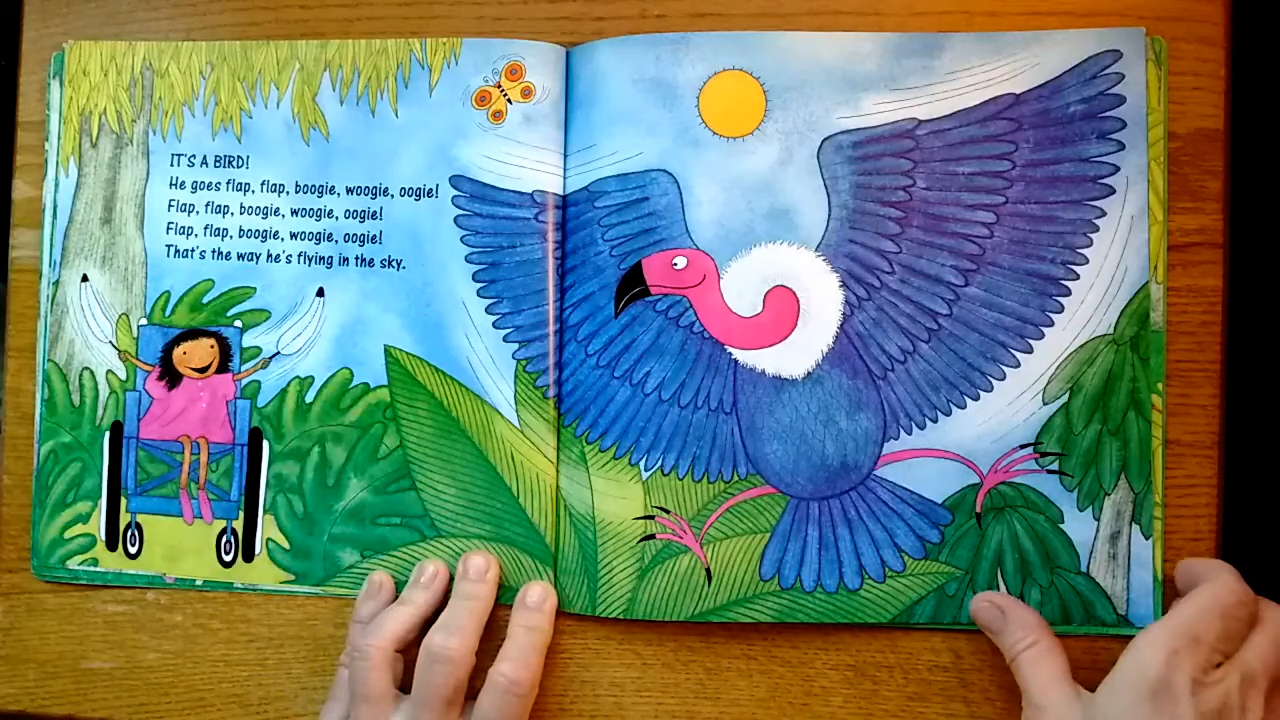 IT'S A BIRD!
He goes flap, flap, boogie, woogie, oogie!
Flap, flap, boogie, woogie, oogie!
Flap, flap, boogie, woogie, oogie!
That's the way he's flying in the sky.